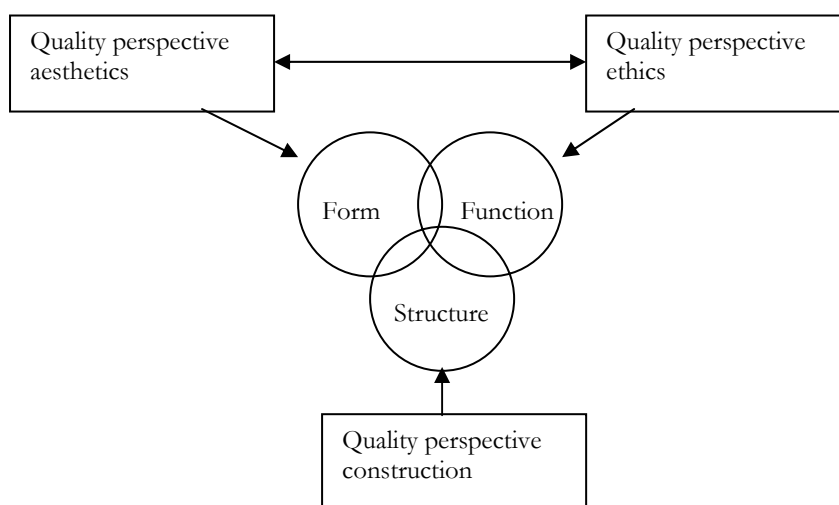 Quality perspective
aesthetics
Quality perspective
ethics
Form
Function
Structure
Quality perspective
construction